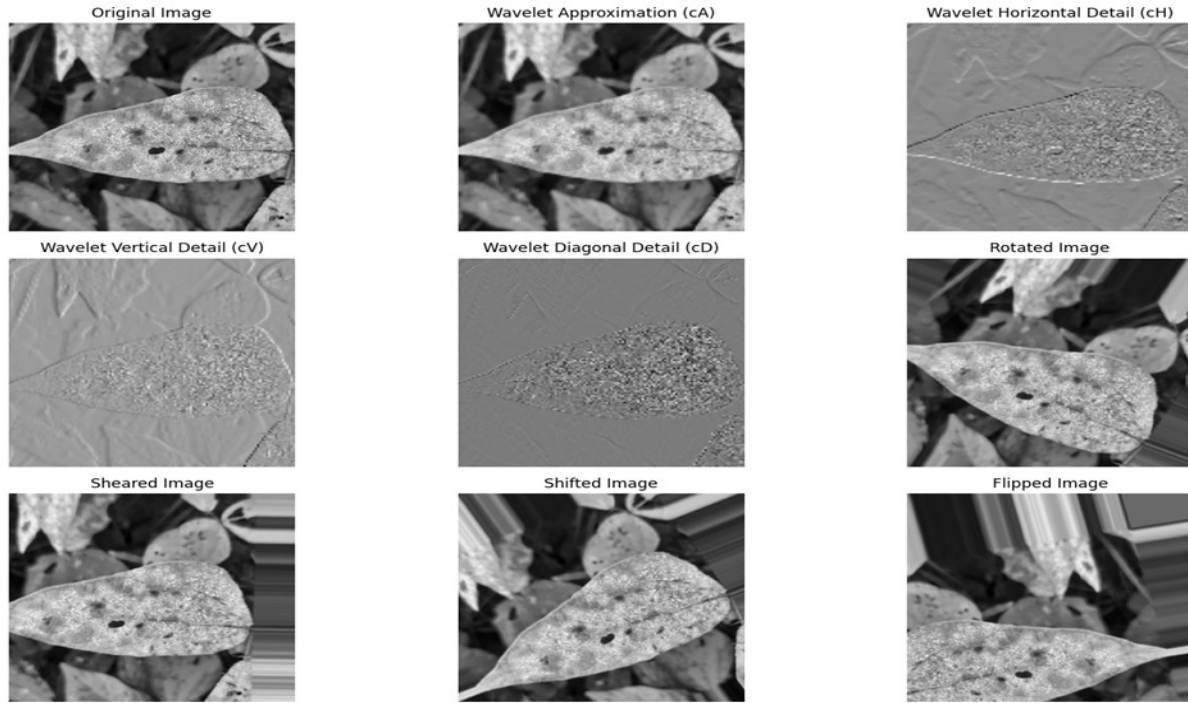 Original Image
Wavelet Approximation (cA)
Wavelet Horizontal Detail (cH)
Wavelet Vertical Detail (cV)
Wavelet Diagonal Detail (cD)
Rotated Image
Sheared Image
Shifted Image
Flipped Image